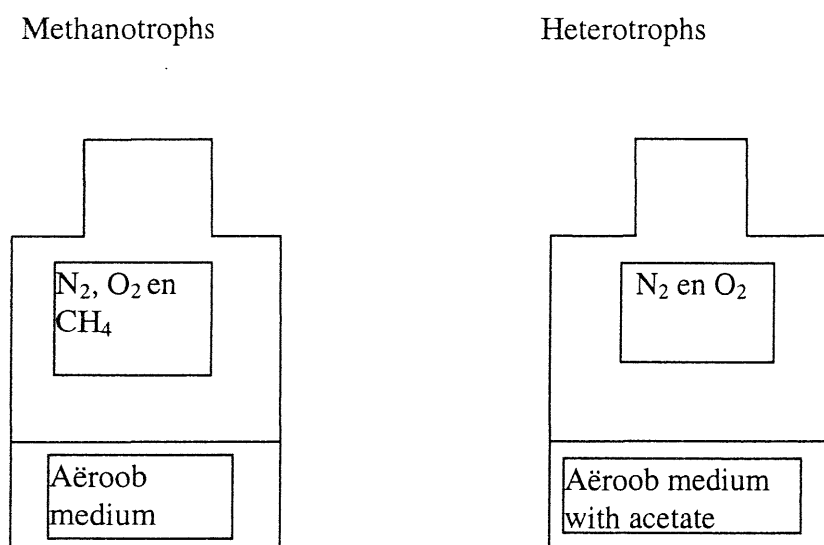 Methanotrophs
Heterotrophs
N₂, O₂ en
CH₄
N₂ en O₂
Aëroob
medium
Aëroob medium
with acetate